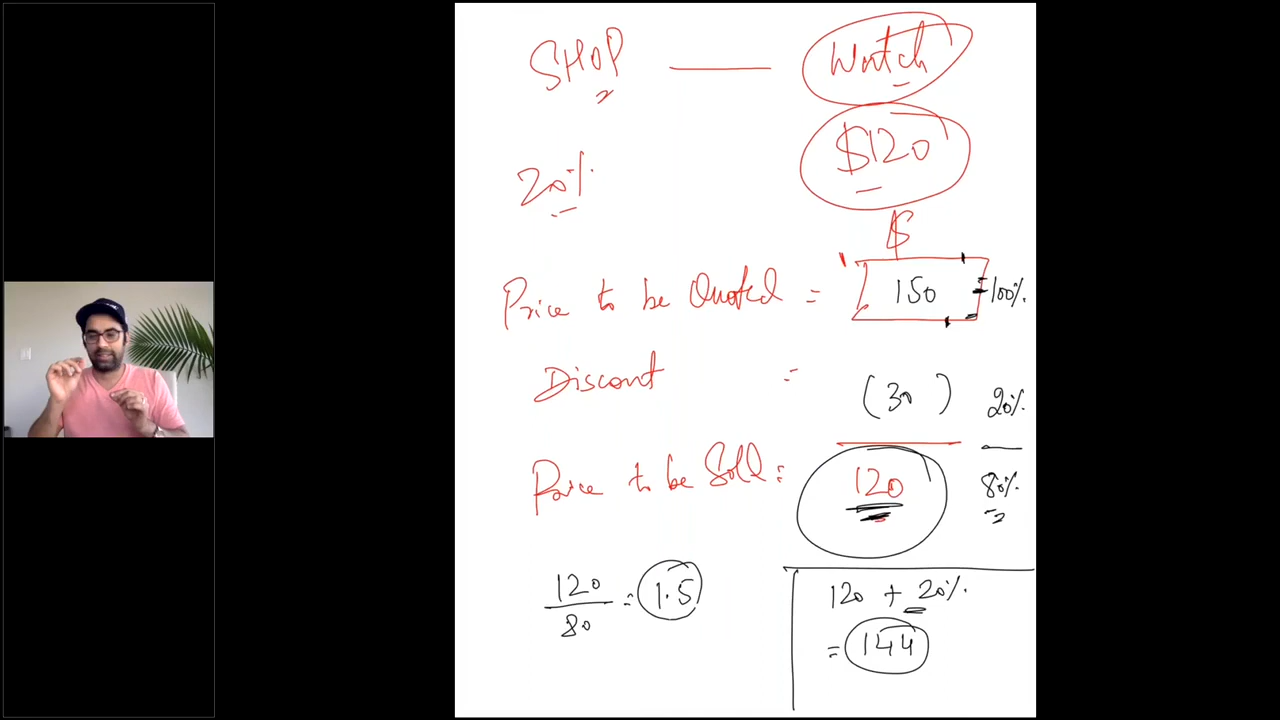 SHOP — Watch
$120
20%
$
Price to be Quoted = 150 100%
Discont = (30) 20%
Price to be Sold = 120 80%
120/80 = 1.5
120 + 20%
= 144